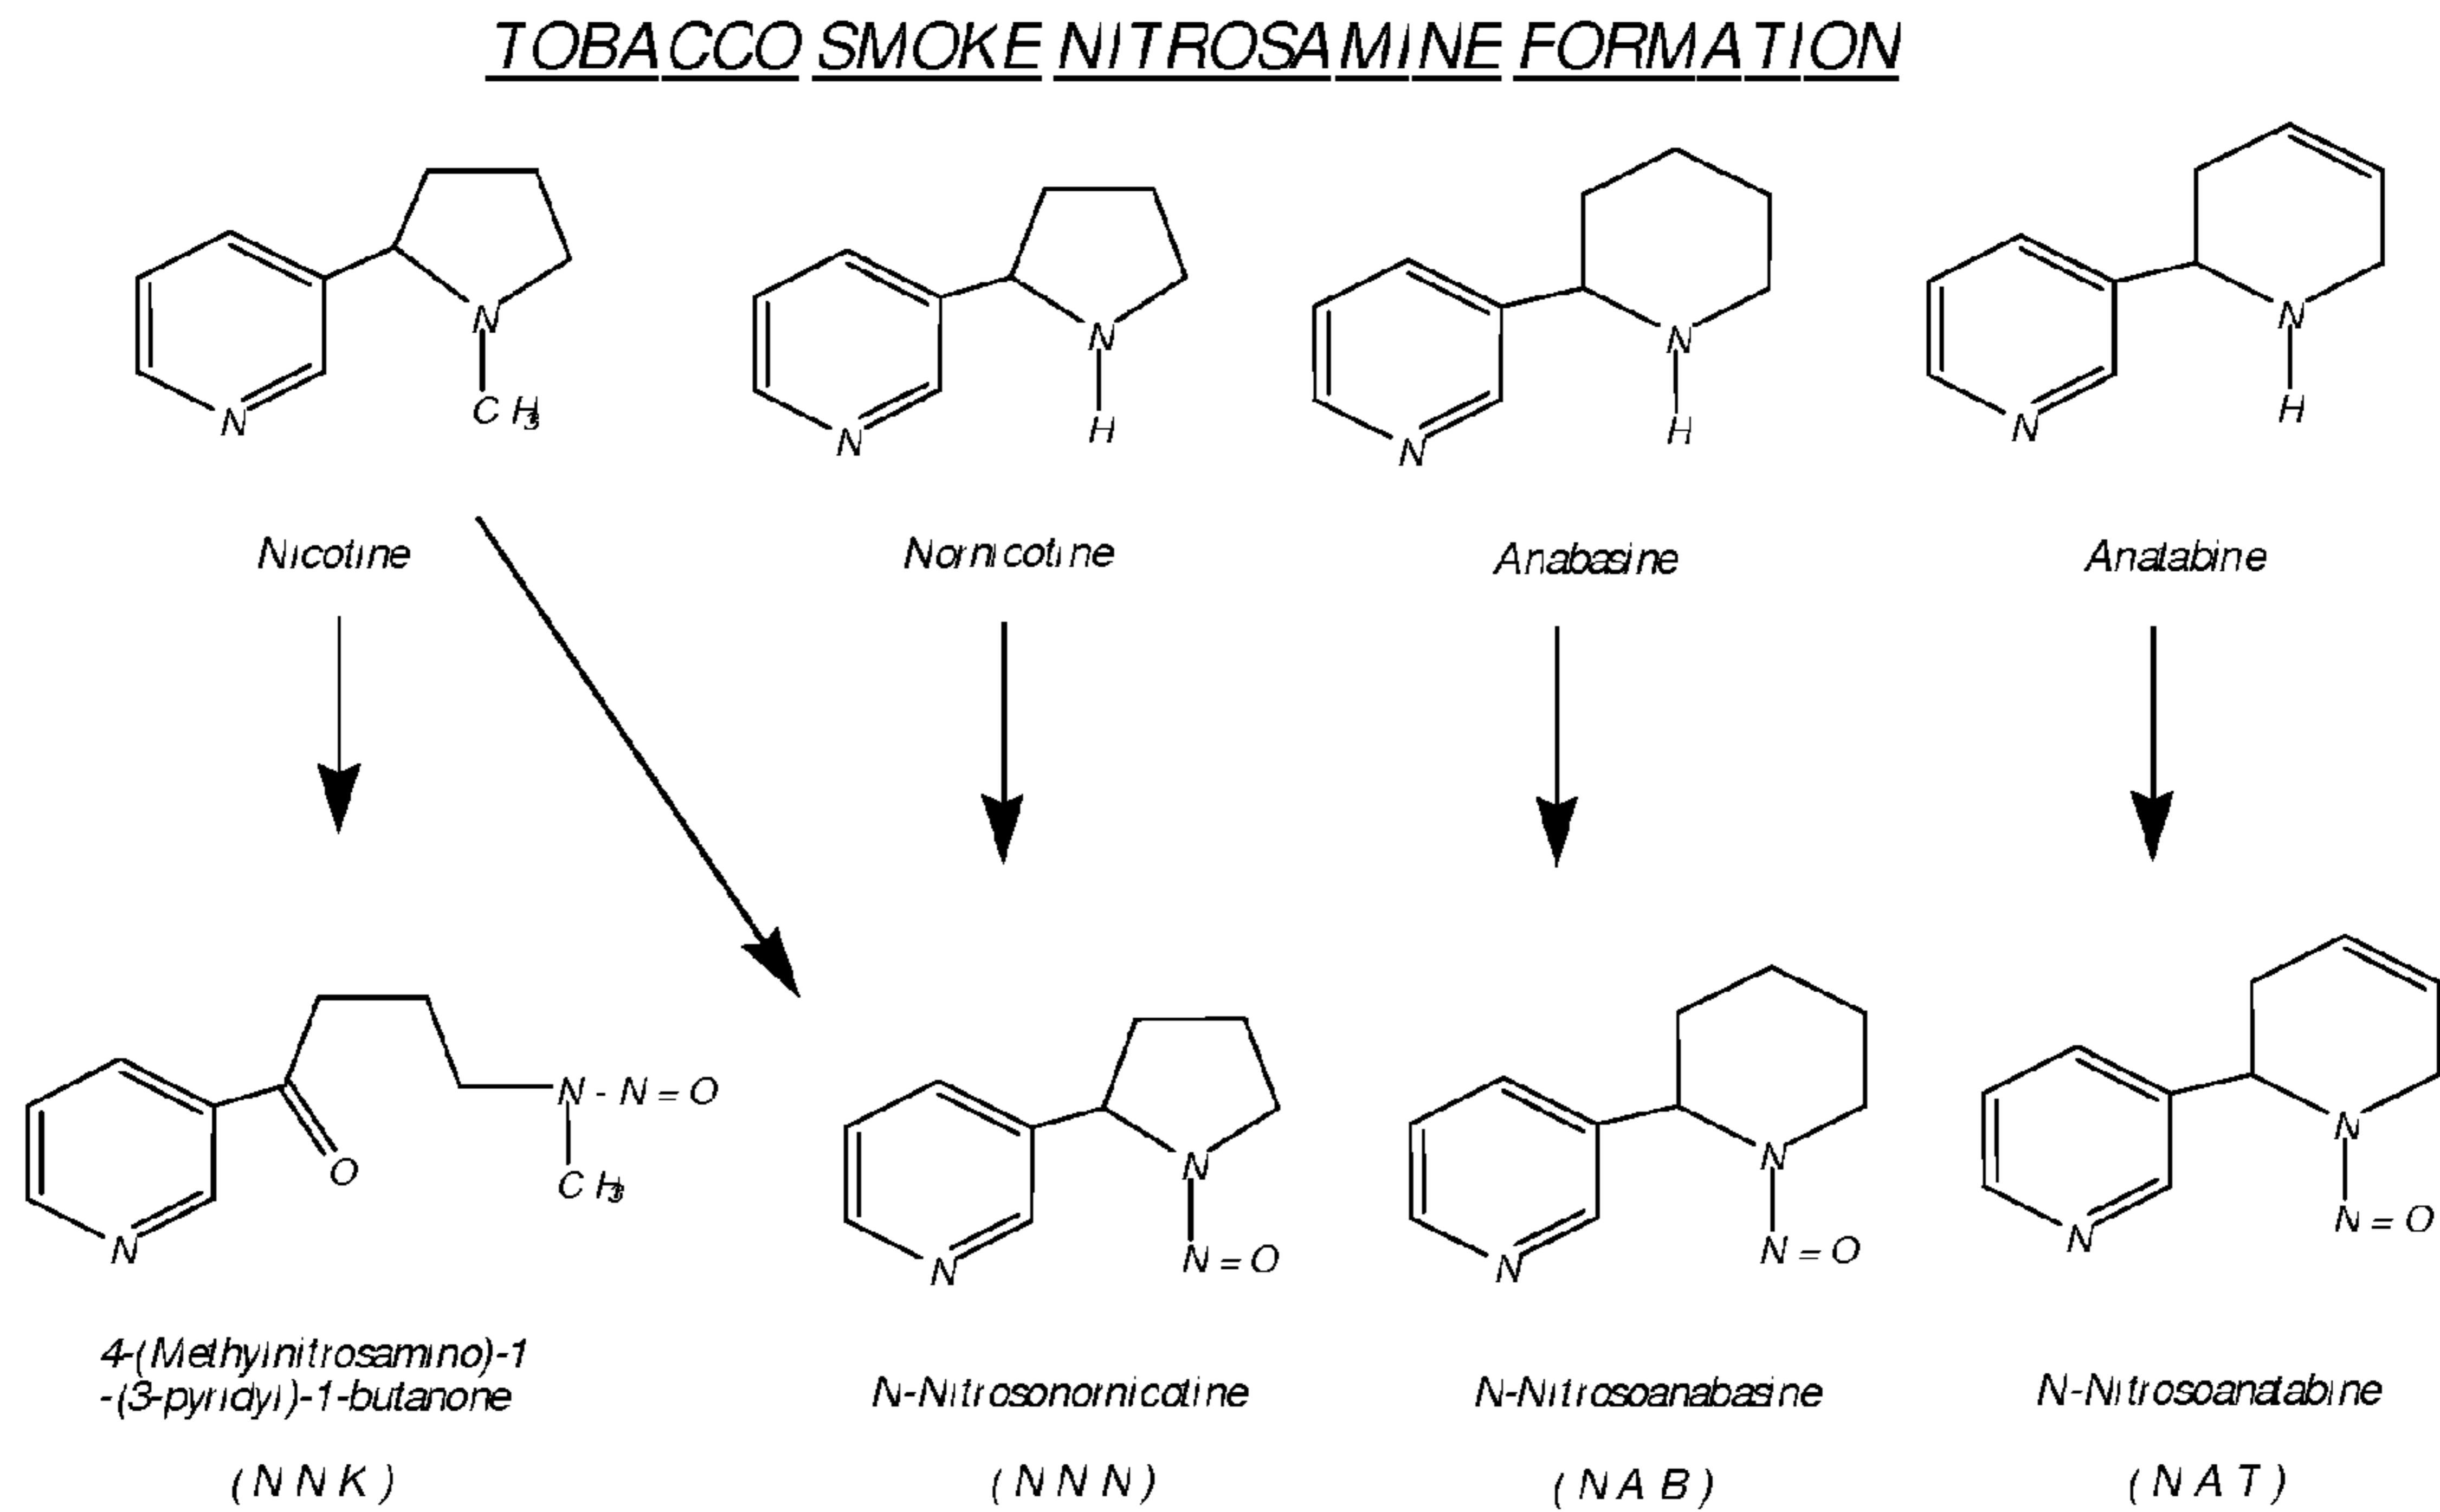 TOBACCO SMOKE NITROSAMINE FORMATION
N
N
CH3
N
N
H
N
N
H
N
N
H
Nicotine
Nornicotine
Anabasine
Anatabine
N
O
N - N = O
CH3
N
N
N = O
N
N
N = O
N
N
N = O
4-(Methylnitrosamino)-1
-(3-pyridyl)-1-butanone
N-Nitrosonornicotine
N-Nitrosoanabasine
N-Nitrosoanatabine
(NNK)
(NNN)
(NAB)
(NAT)